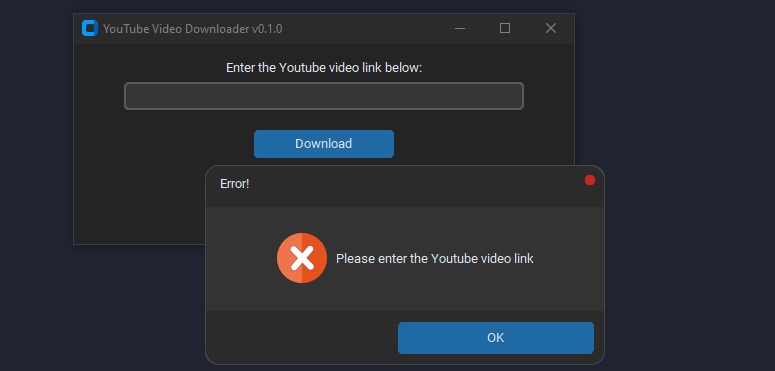 YouTube Video Downloader v0.1.0
Enter the Youtube video link below:
Download
Error!
Please enter the Youtube video link
OK